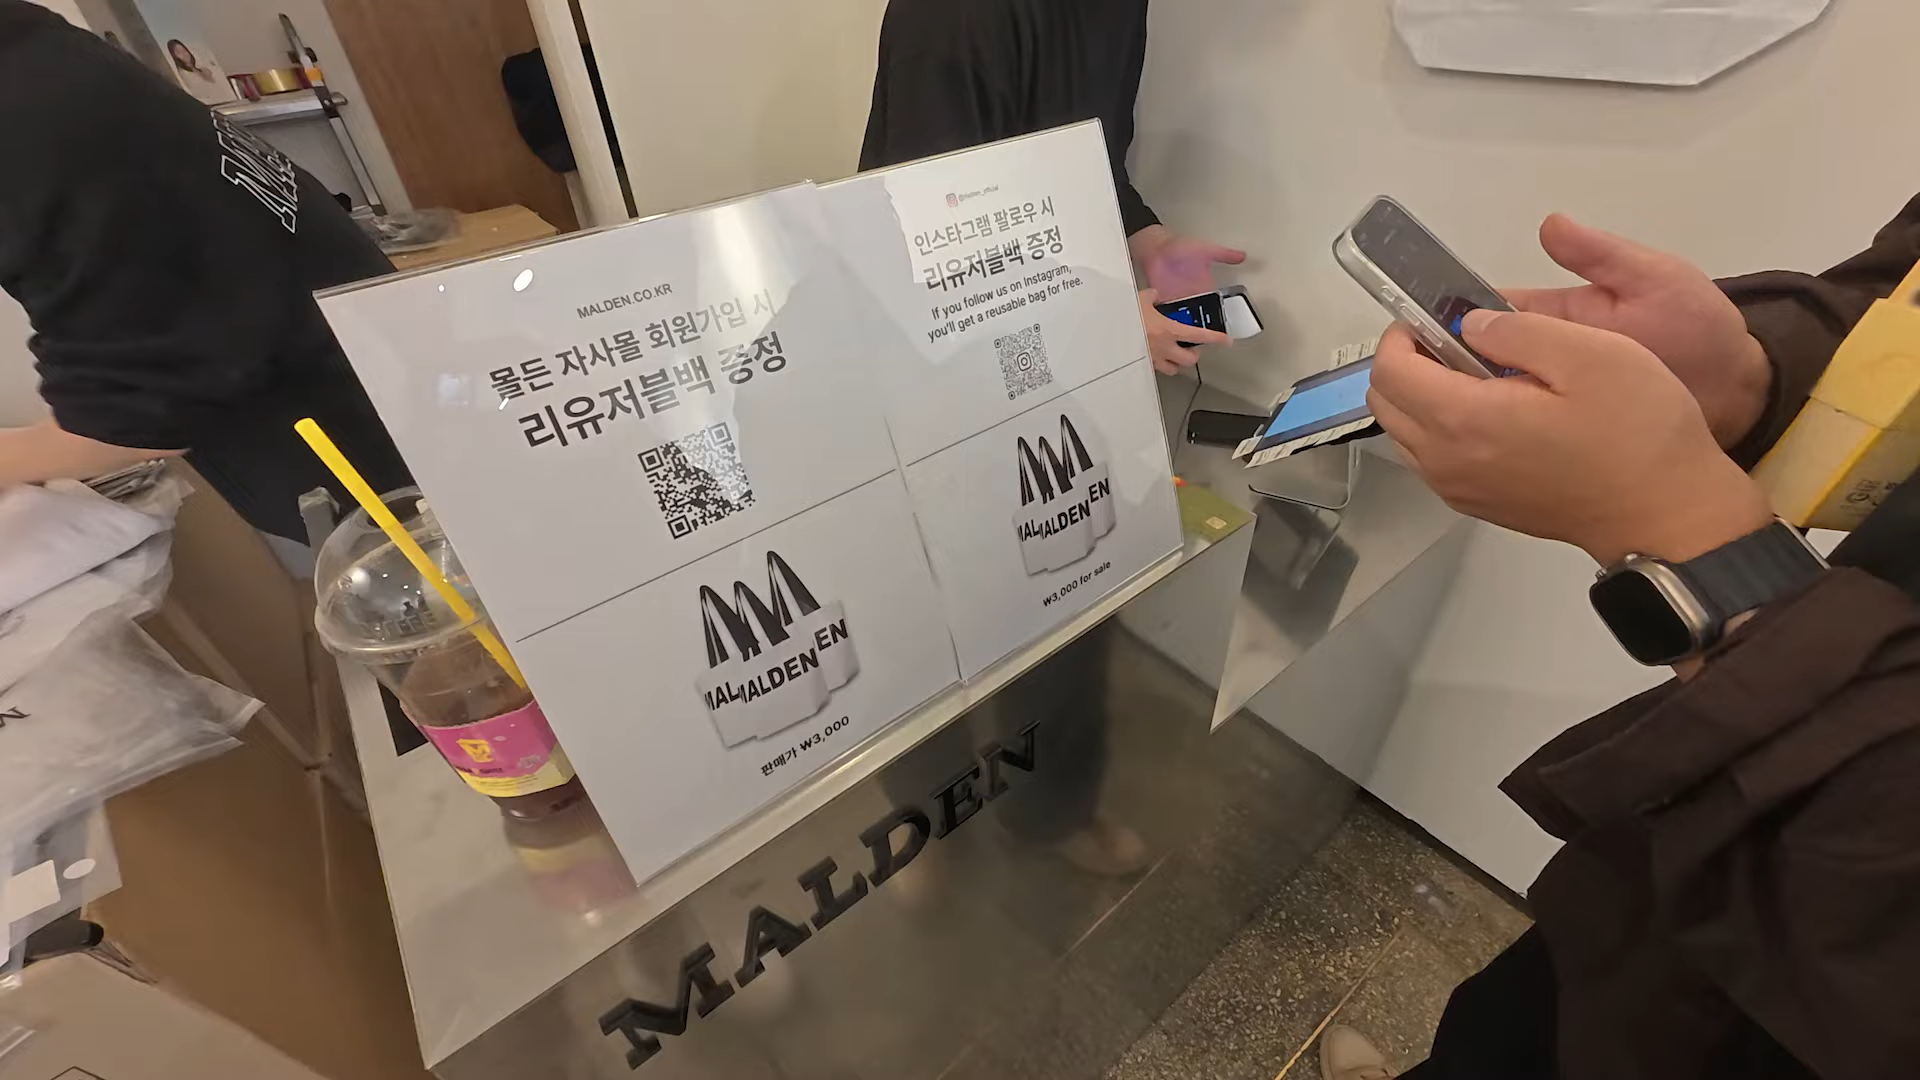 MALDEN.CO.KR
몰든 자사몰 회원가입 시
리유저블백 증정
MALDEN
EN
판매가 ₩3,000
인스타그램 팔로우 시
리유저블백 증정
If you follow us on Instagram,
you'll get a reusable bag for free.
MALDEN
EN
₩3,000 for sale
MALDEN